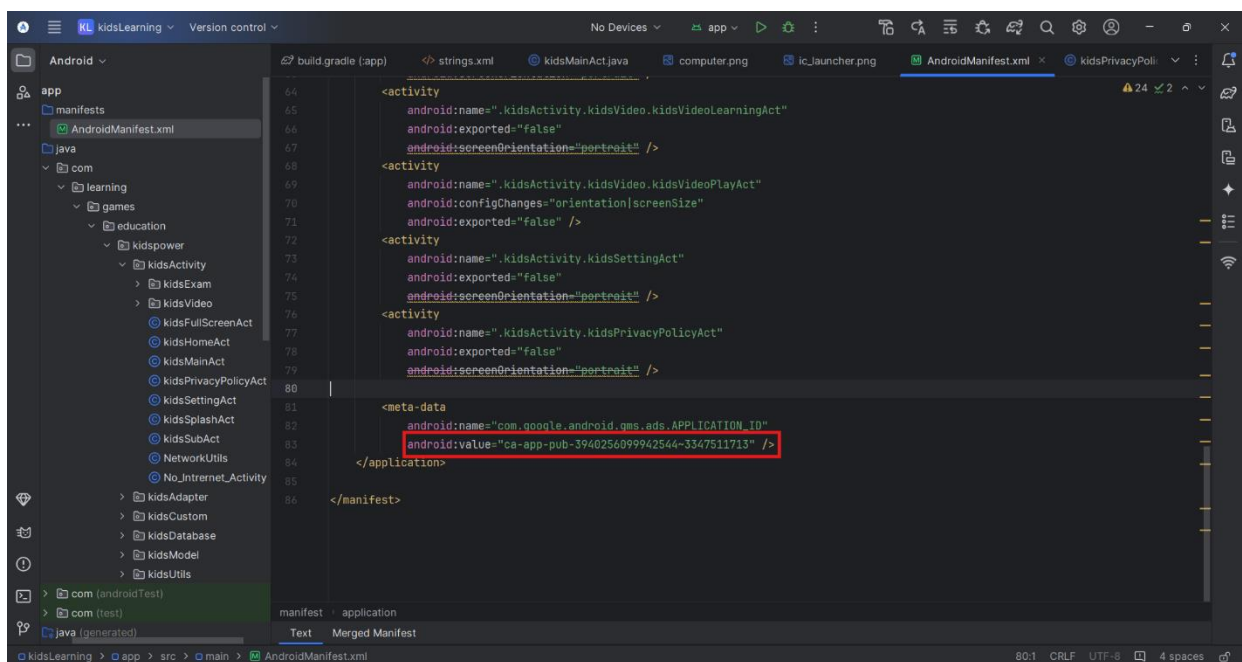 KL kidsLearning Version control
No Devices app
Android
build.gradle (:app) strings.xml kidsMainAct.java computer.png ic_launcher.png AndroidManifest.xml kidsPrivacyPoli
24 2
app
manifests
AndroidManifest.xml
java
com
learning
games
education
kidspower
kidsActivity
kidsExam
kidsVideo
kidsFullScreenAct
kidsHomeAct
kidsMainAct
kidsPrivacyPolicyAct
kidsSettingAct
kidsSplashAct
kidsSubAct
NetworkUtils
No_Intrernet_Activity
kidsAdapter
kidsCustom
kidsDatabase
kidsModel
kidsUtils
com (androidTest)
com (test)
java (generated)
64 <activity
65 android:name=".kidsActivity.kidsVideo.kidsVideoLearningAct"
66 android:exported="false"
67 android:screenOrientation="portrait" />
68 <activity
69 android:name=".kidsActivity.kidsVideo.kidsVideoPlayAct"
70 android:configChanges="orientation|screenSize"
71 android:exported="false" />
72 <activity
73 android:name=".kidsActivity.kidsSettingAct"
74 android:exported="false"
75 android:screenOrientation="portrait" />
76 <activity
77 android:name=".kidsActivity.kidsPrivacyPolicyAct"
78 android:exported="false"
79 android:screenOrientation="portrait" />
80
81 <meta-data
82 android:name="com.google.android.gms.ads.APPLICATION_ID"
83 android:value="ca-app-pub-3940256099942544~3347511713" />
84 </application>
85
86 </manifest>
manifest application
Text Merged Manifest
kidsLearning > app > src > main > AndroidManifest.xml 80:1 CRLF UTF-8 4 spaces